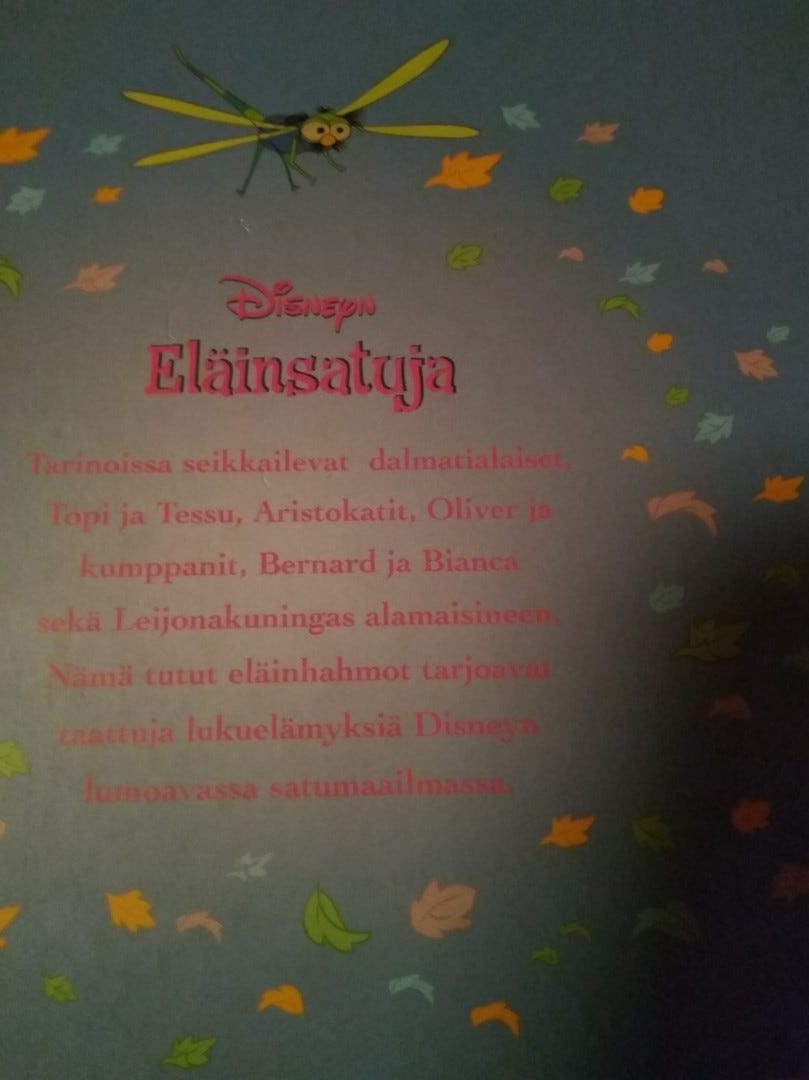 Disneyn
Eläinsatuja
Tarinoissa seikkailevat dalmatialaiset,
Topi ja Tessu, Aristokatit, Oliver ja
kumppanit, Bernard ja Bianca
sekä Leijonakuningas alamaisineen.
Nämä tutut eläinhahmot tarjoavat
taattuja lukuelämyksiä Disneyn
lumoavassa satumaailmassa.